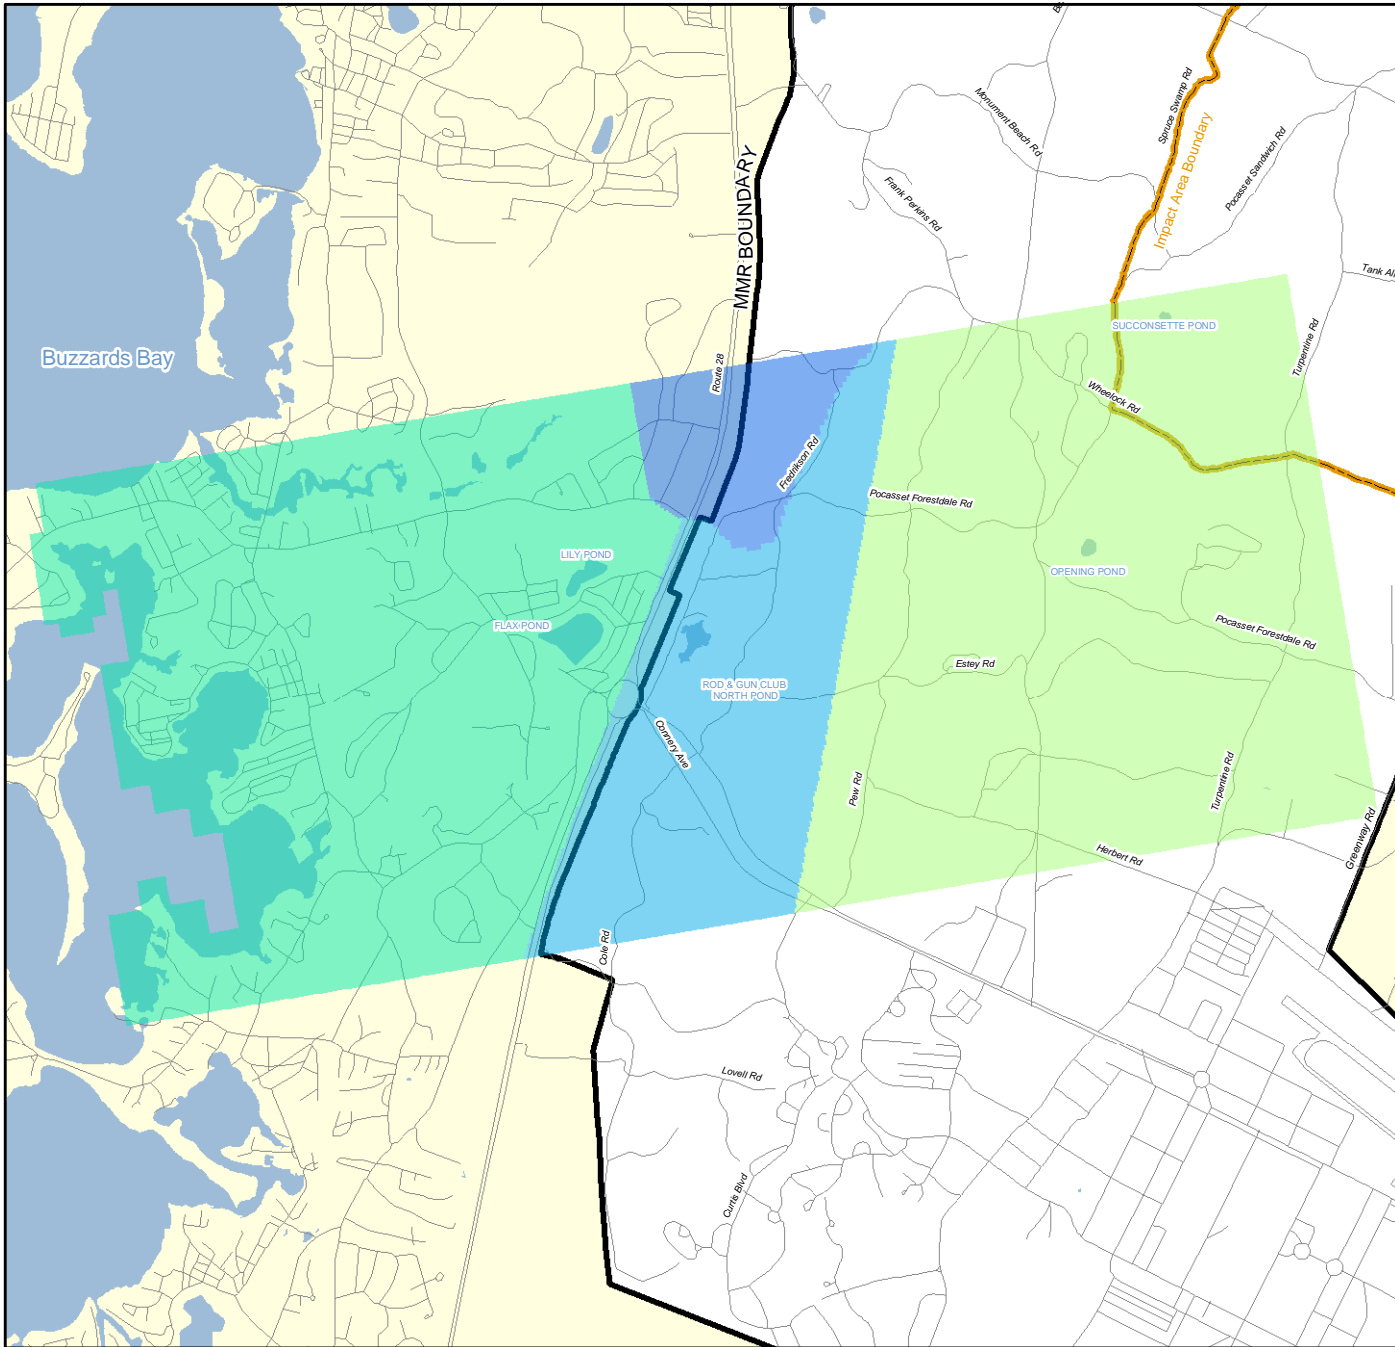 Spruce Swamp Rd
Monument Beach Rd
Impact Area Boundary
Pocasset Sandwich Rd
Frank Perkins Rd
MMR BOUNDARY
Tank
SUCCONSETTE POND
Buzzards Bay
Route 28
Turpentine Rd
Wheelock Rd
Fredrikson Rd
Pocasset Forestdale Rd
LILY POND
OPENING POND
FLAX POND
Pocasset Forestdale Rd
Estey Rd
ROD & GUN CLUB
NORTH POND
Connery Ave
Pew Rd
Turpentine Rd
Greenway Rd
Herbert Rd
Cole Rd
Lovell Rd
Curtis Blvd